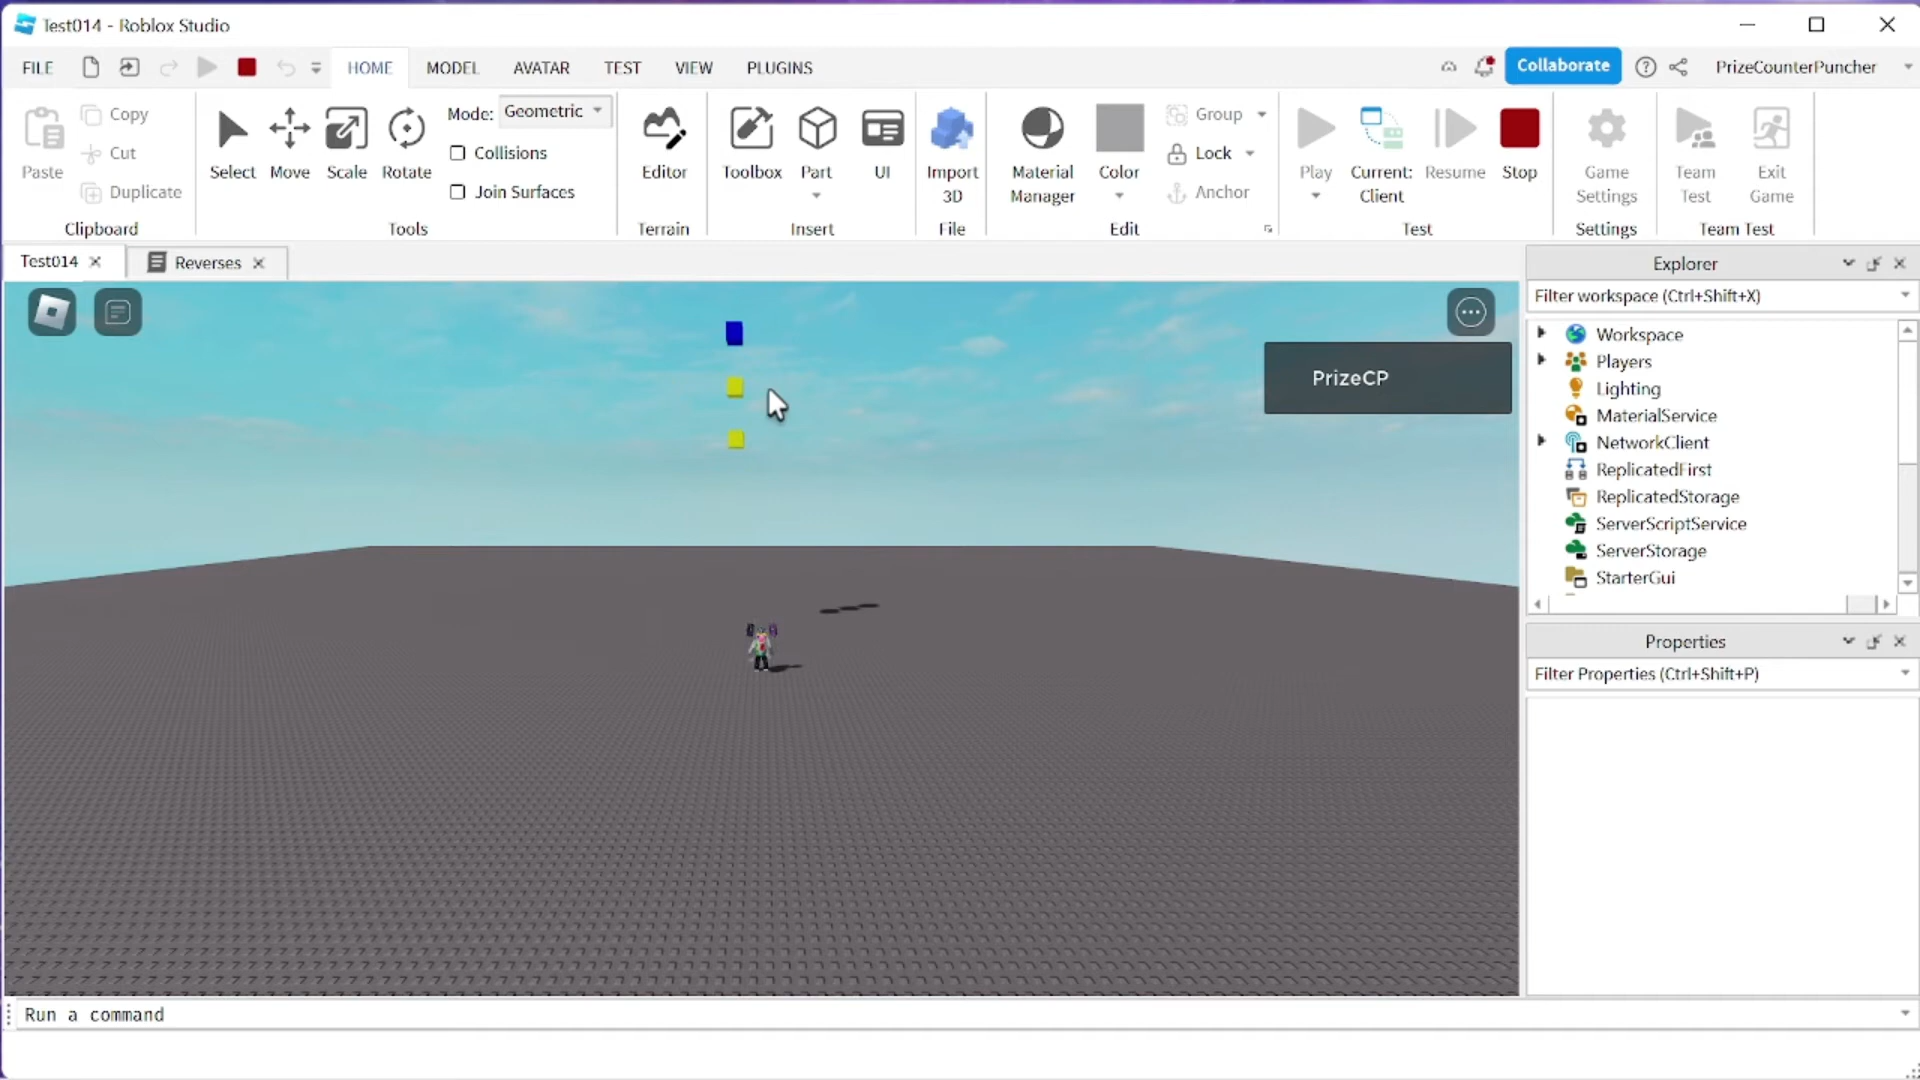 Test014 - Roblox Studio
FILE
HOME
MODEL
AVATAR
TEST
VIEW
PLUGINS
Collaborate
PrizeCounterPuncher
Paste
Copy
Cut
Duplicate
Clipboard
Select
Move
Scale
Rotate
Mode: Geometric
Collisions
Join Surfaces
Tools
Editor
Terrain
Toolbox
Part
UI
Insert
Import
3D
File
Material
Manager
Color
Group
Lock
Anchor
Edit
Play
Current:
Client
Resume
Stop
Test
Game
Settings
Settings
Team
Test
Exit
Game
Team Test
Test014
Reverses
PrizeCP
Explorer
Filter workspace (Ctrl+Shift+X)
Workspace
Players
Lighting
MaterialService
NetworkClient
ReplicatedFirst
ReplicatedStorage
ServerScriptService
ServerStorage
StarterGui
Properties
Filter Properties (Ctrl+Shift+P)
Run a command